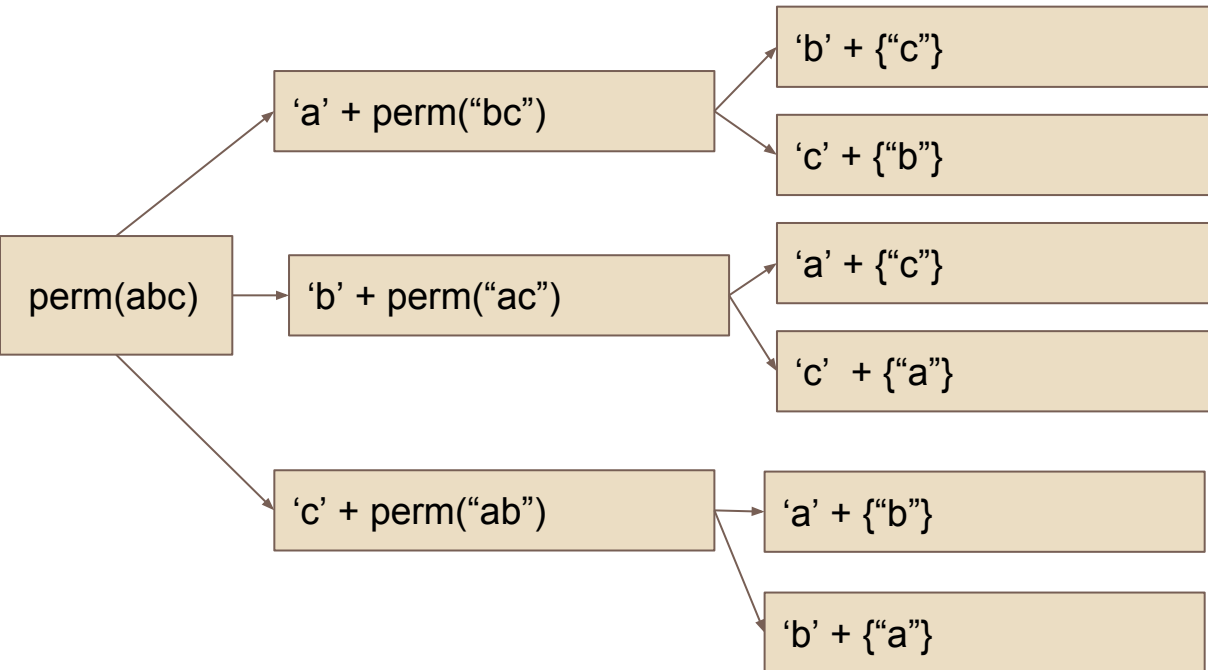 ‘b’ + {“c”}
‘a’ + perm(“bc”)
‘c’ + {“b”}
‘a’ + {“c”}
perm(abc)
‘b’ + perm(“ac”)
‘c’  + {“a”}
‘c’ + perm(“ab”)
‘a’ + {“b”}
‘b’ + {“a”}